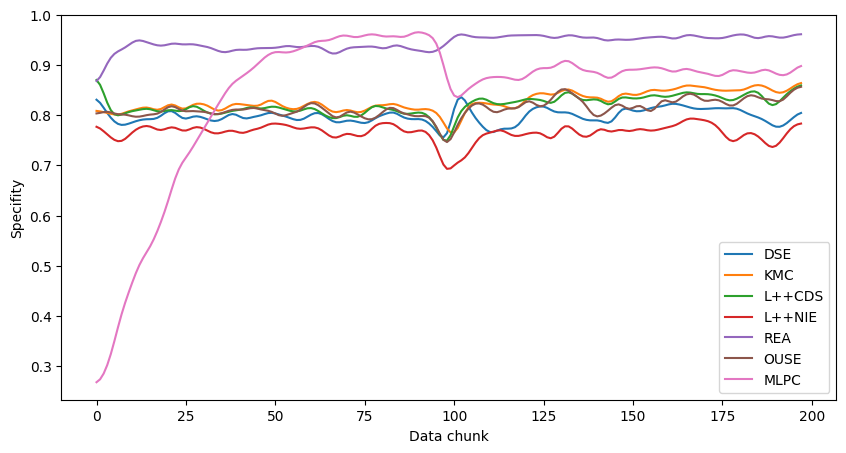 1.0
0.9
0.8
0.7
0.6
0.5
0.4
0.3
Specifity
0 25 50 75 100 125 150 175 200
Data chunk
DSE
KMC
L++CDS
L++NIE
REA
OUSE
MLPC